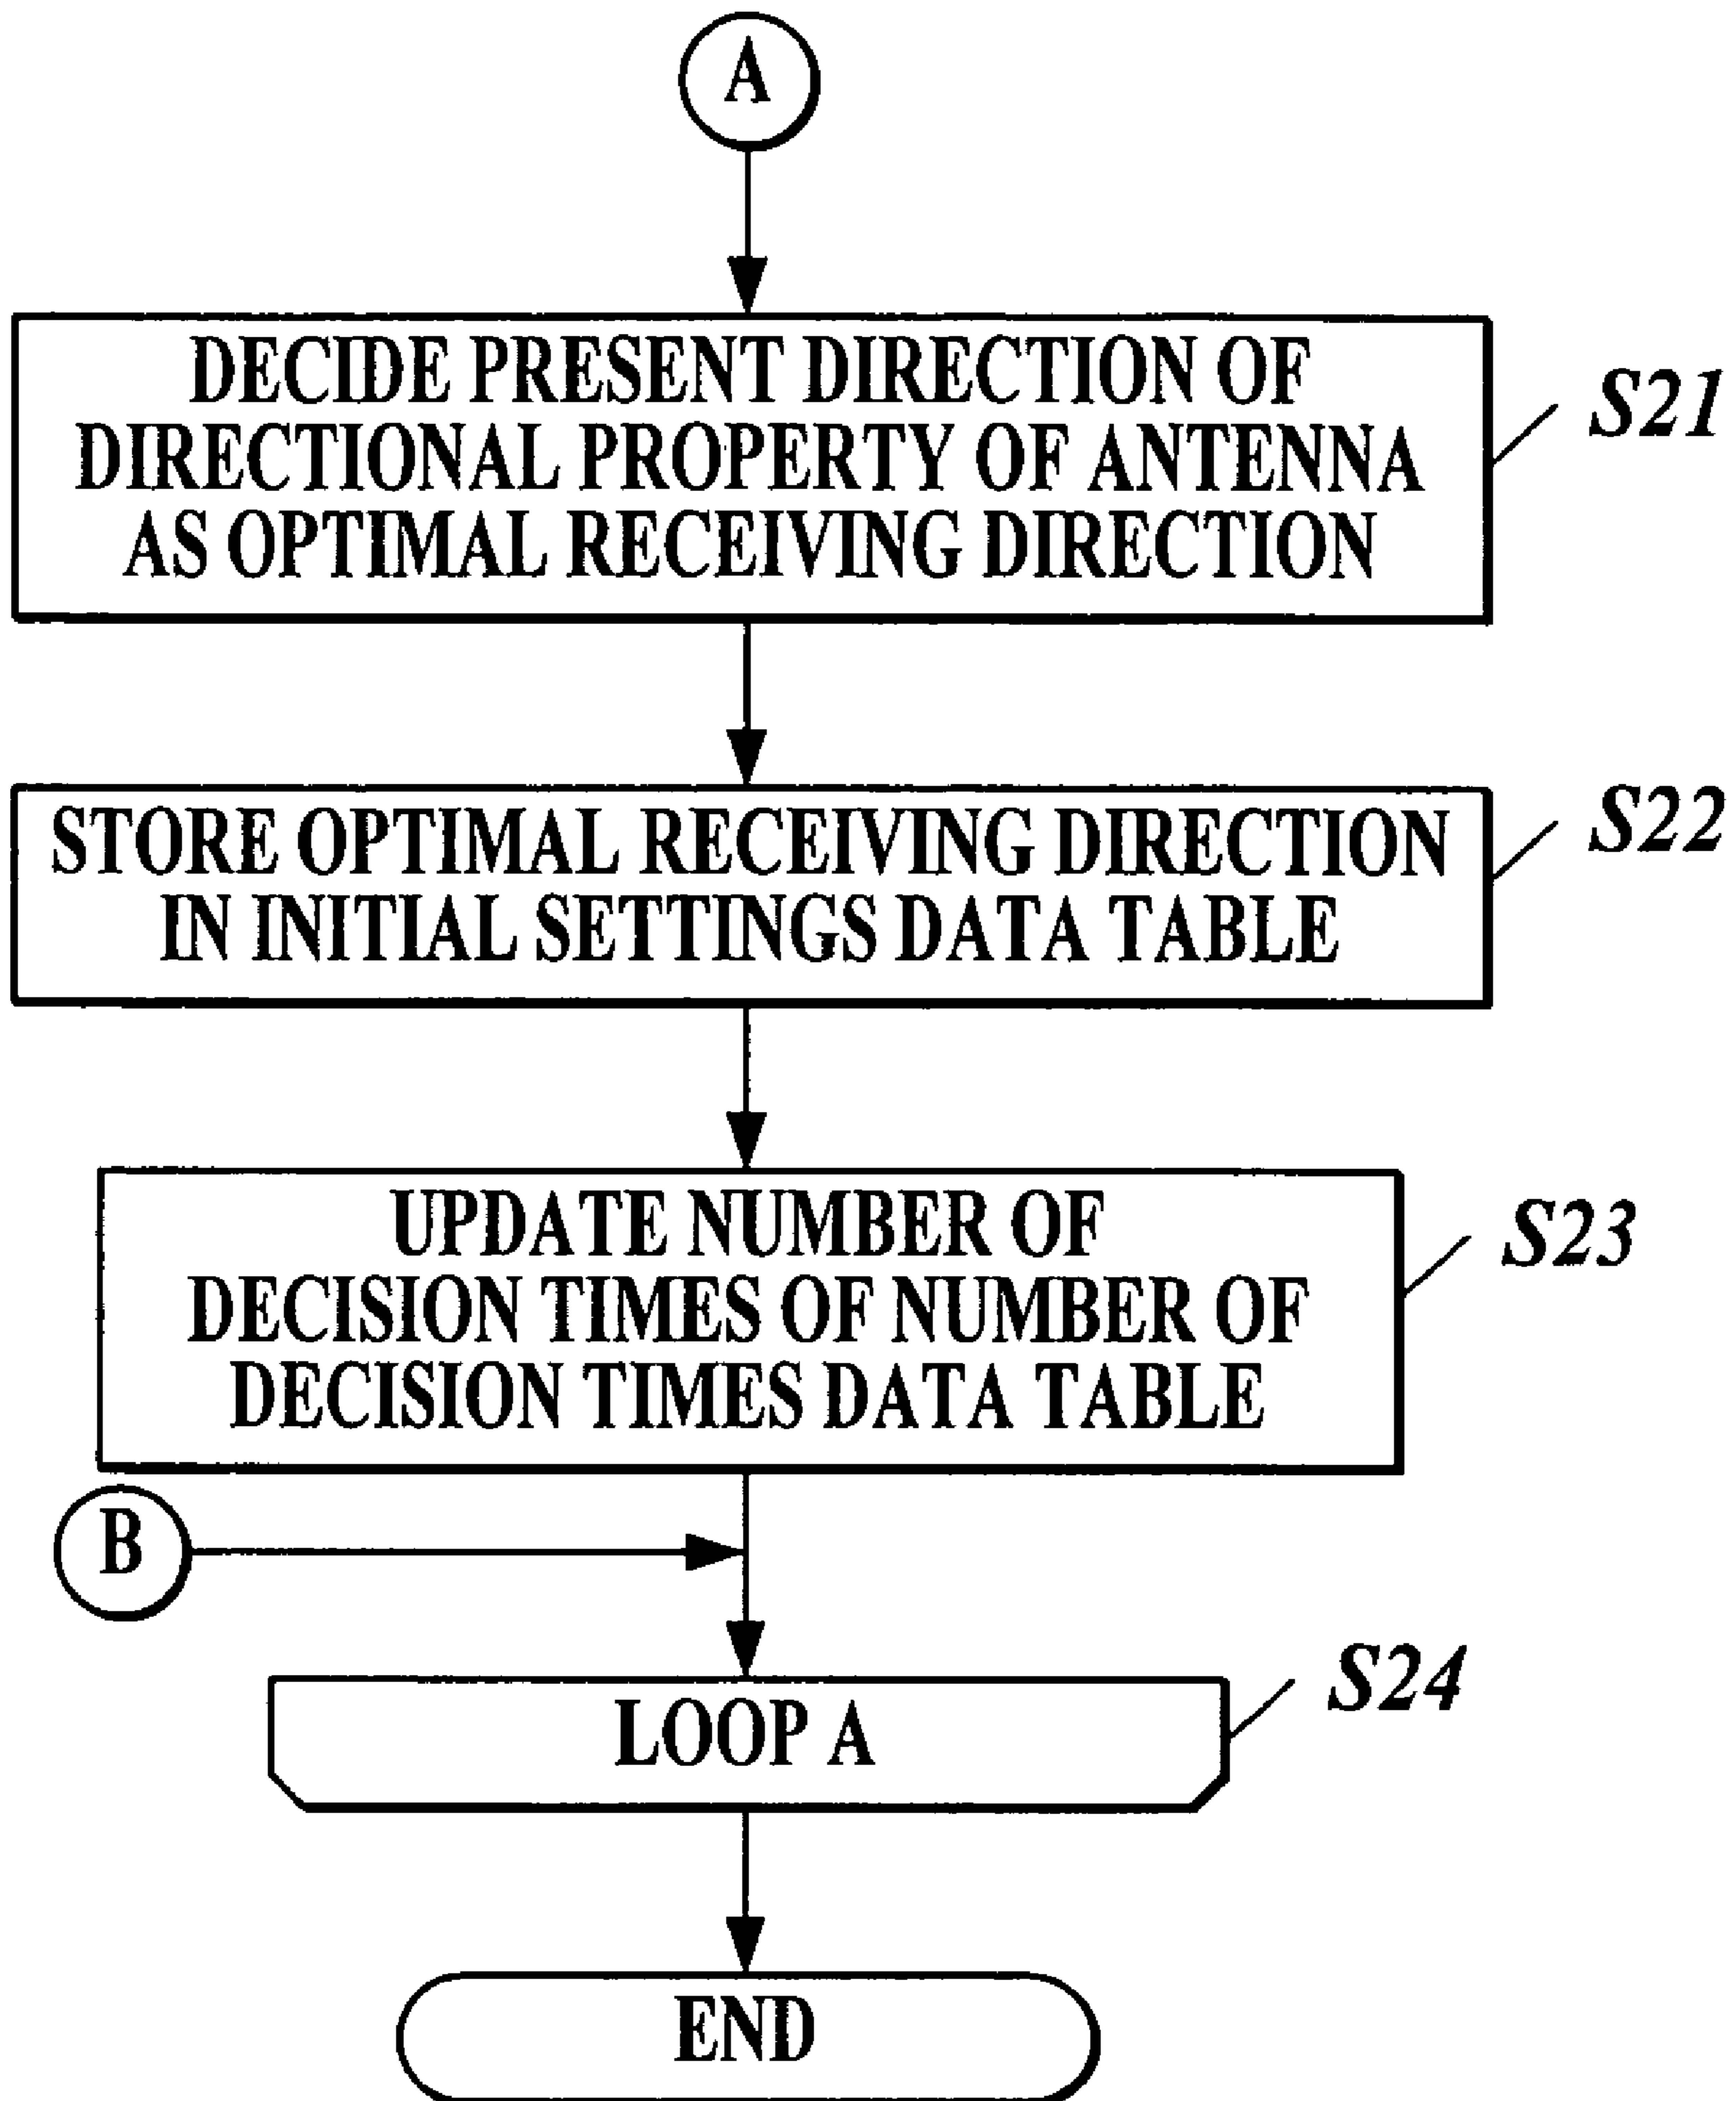 A
DECIDE PRESENT DIRECTION OF
DIRECTIONAL PROPERTY OF ANTENNA
AS OPTIMAL RECEIVING DIRECTION
S21
STORE OPTIMAL RECEIVING DIRECTION
IN INITIAL SETTINGS DATA TABLE
S22
UPDATE NUMBER OF
DECISION TIMES OF NUMBER OF
DECISION TIMES DATA TABLE
S23
B
LOOP A
S24
END